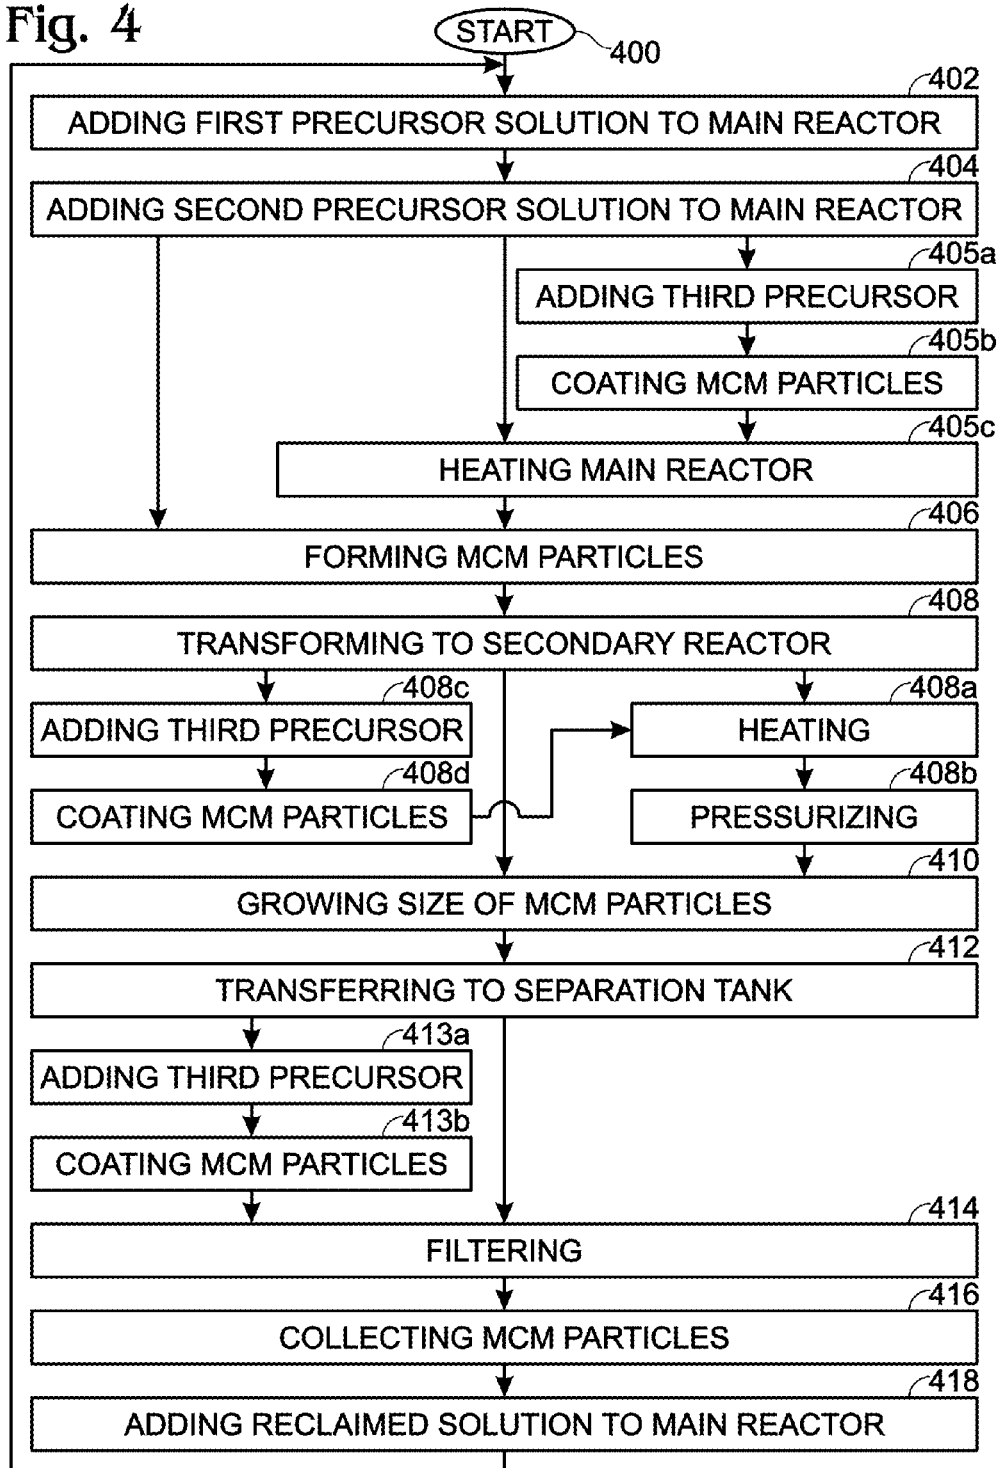 Fig. 4
START
400
402
ADDING FIRST PRECURSOR SOLUTION TO MAIN REACTOR
404
ADDING SECOND PRECURSOR SOLUTION TO MAIN REACTOR
405a
ADDING THIRD PRECURSOR
405b
COATING MCM PARTICLES
405c
HEATING MAIN REACTOR
406
FORMING MCM PARTICLES
408
TRANSFORMING TO SECONDARY REACTOR
408c
ADDING THIRD PRECURSOR
408a
HEATING
408d
COATING MCM PARTICLES
408b
PRESSURIZING
410
GROWING SIZE OF MCM PARTICLES
412
TRANSFERRING TO SEPARATION TANK
413a
ADDING THIRD PRECURSOR
413b
COATING MCM PARTICLES
414
FILTERING
416
COLLECTING MCM PARTICLES
418
ADDING RECLAIMED SOLUTION TO MAIN REACTOR